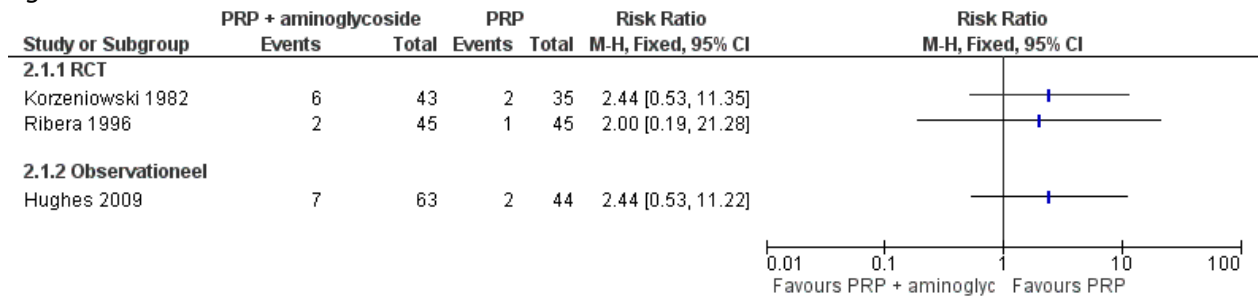 PRP + aminoglycoside PRP Risk Ratio Risk Ratio
Study or Subgroup Events Total Events Total M-H, Fixed, 95% CI M-H, Fixed, 95% CI
2.1.1 RCT
Korzeniowski 1982 6 43 2 35 2.44 [0.53, 11.35]
Ribera 1996 2 45 1 45 2.00 [0.19, 21.28]
2.1.2 Observationeel
Hughes 2009 7 63 2 44 2.44 [0.53, 11.22]
0.01 0.1 1 10 100
Favours PRP + aminoglyc Favours PRP